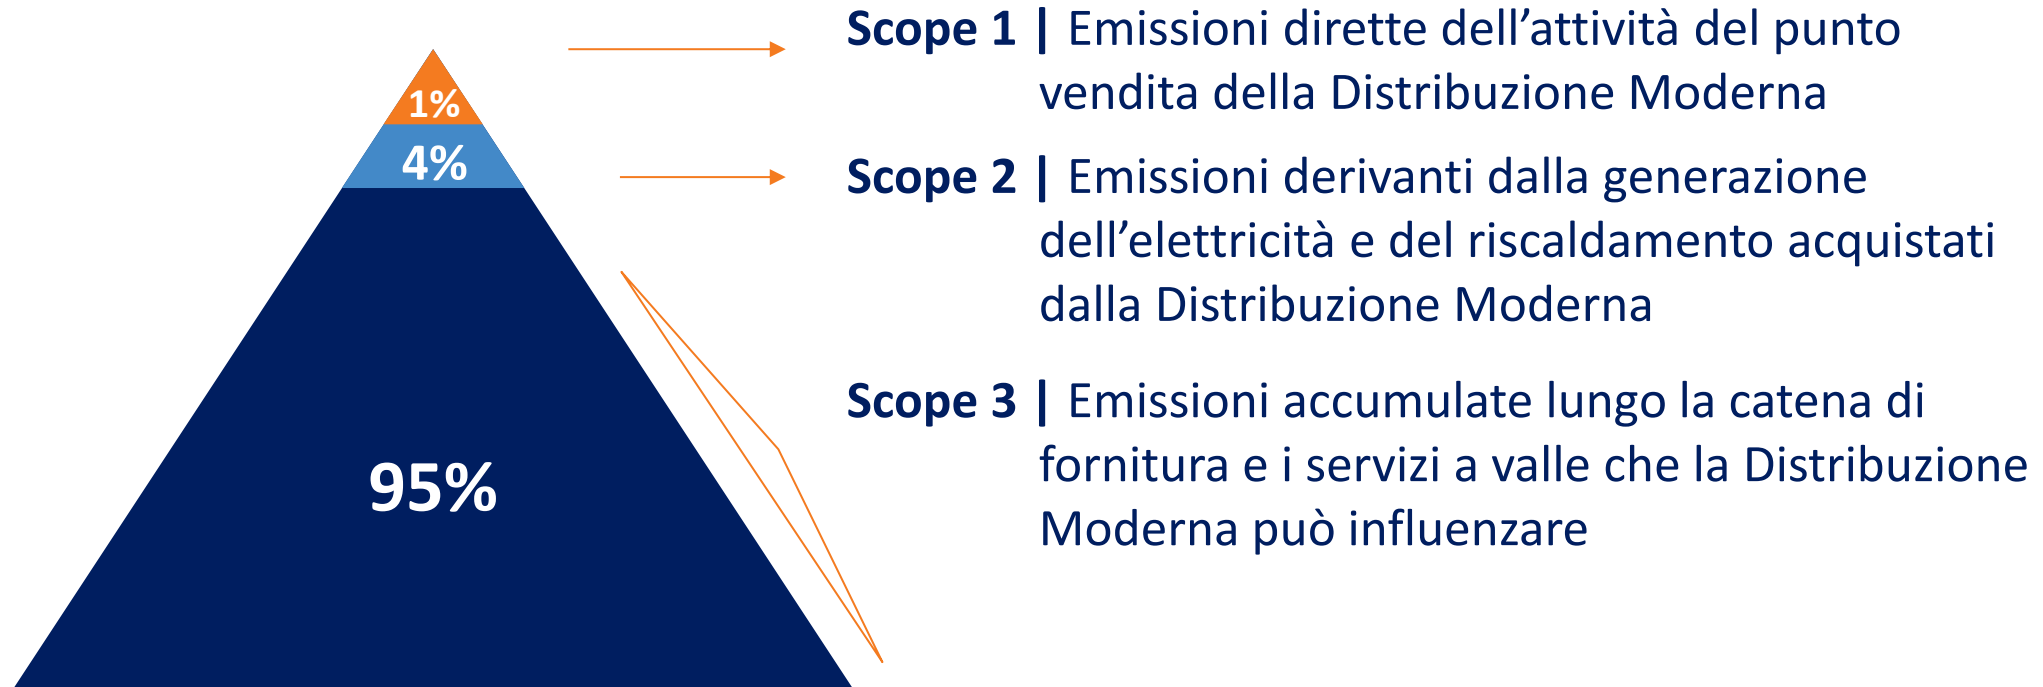 Scope 1 | Emissioni dirette dell’attività del punto
vendita della Distribuzione Moderna
1%
4%
Scope 2 | Emissioni derivanti dalla generazione
dell’elettricità e del riscaldamento acquistati
dalla Distribuzione Moderna
95%
Scope 3 | Emissioni accumulate lungo la catena di
fornitura e i servizi a valle che la Distribuzione
Moderna può influenzare